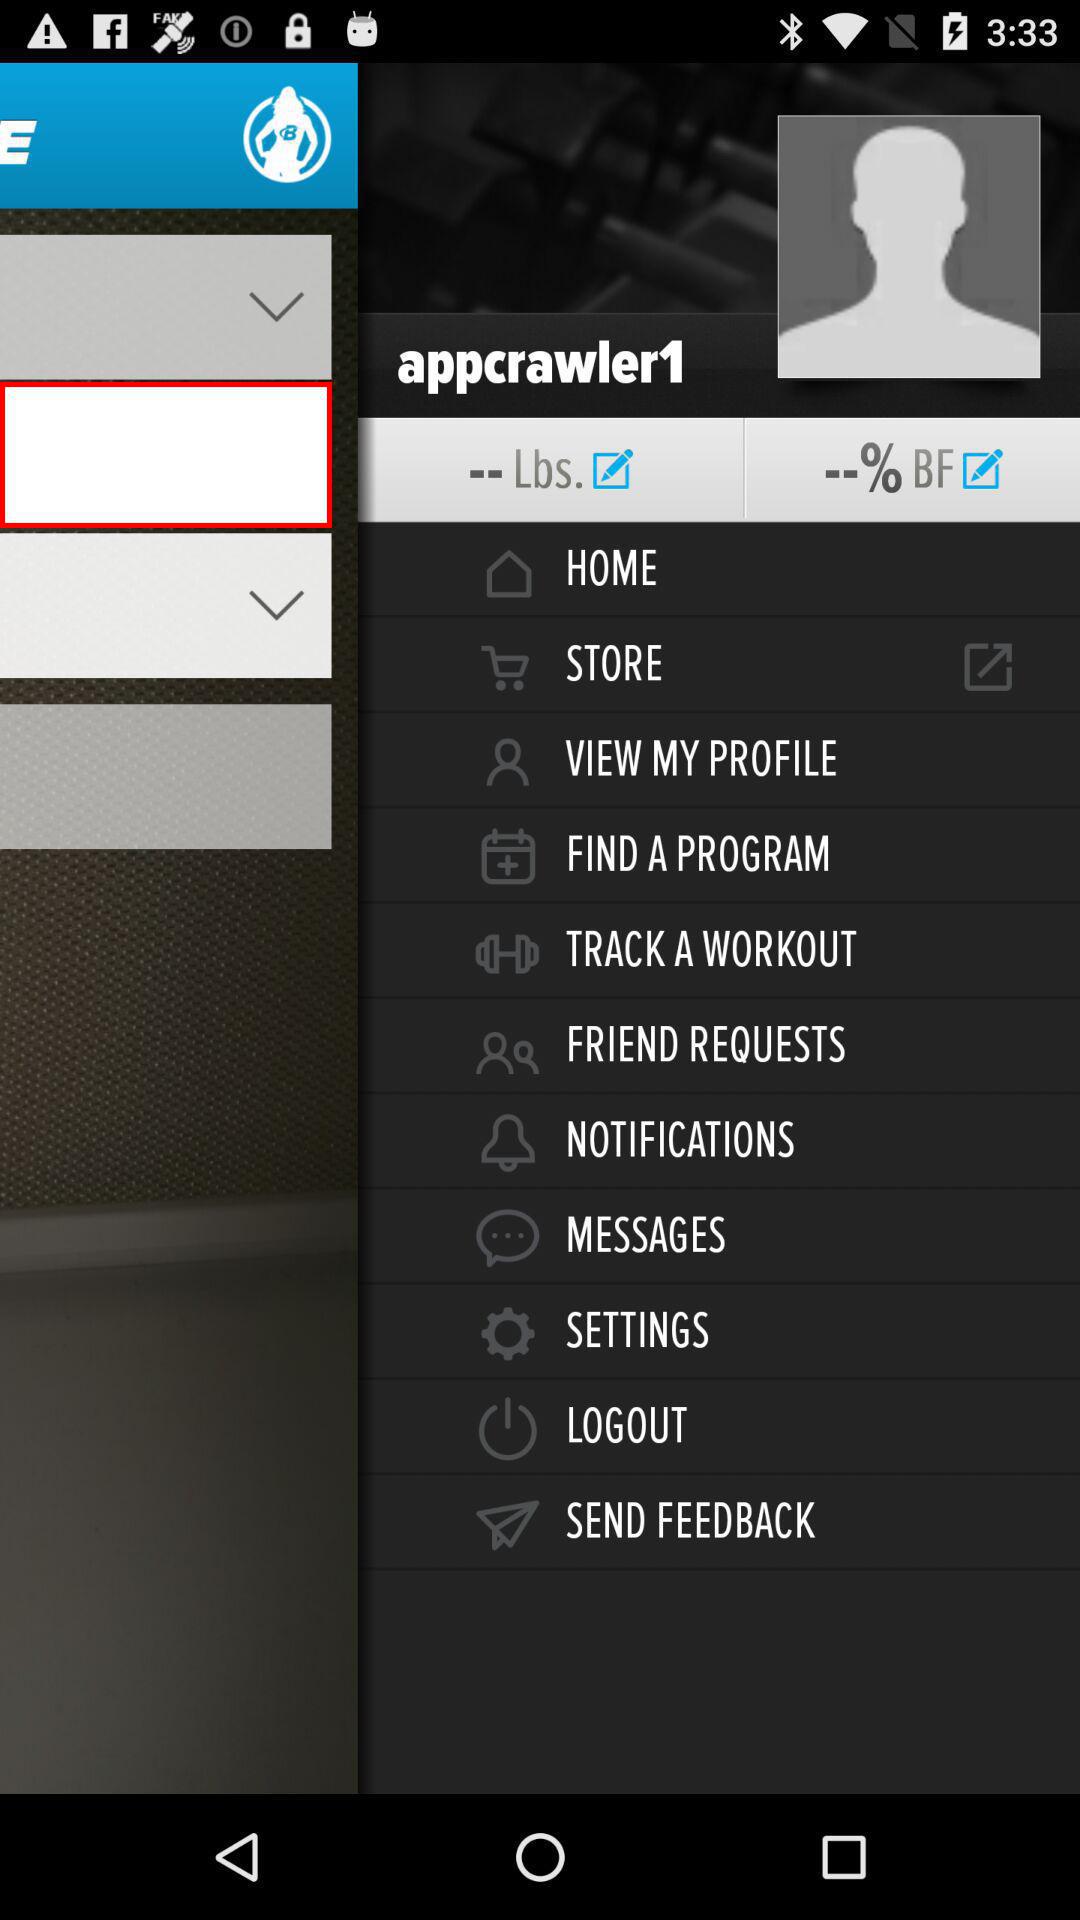 FAKE
3:33
E
B
appcrawler1
-- Lbs.
--% BF
HOME
STORE
VIEW MY PROFILE
FIND A PROGRAM
TRACK A WORKOUT
FRIEND REQUESTS
NOTIFICATIONS
MESSAGES
SETTINGS
LOGOUT
SEND FEEDBACK